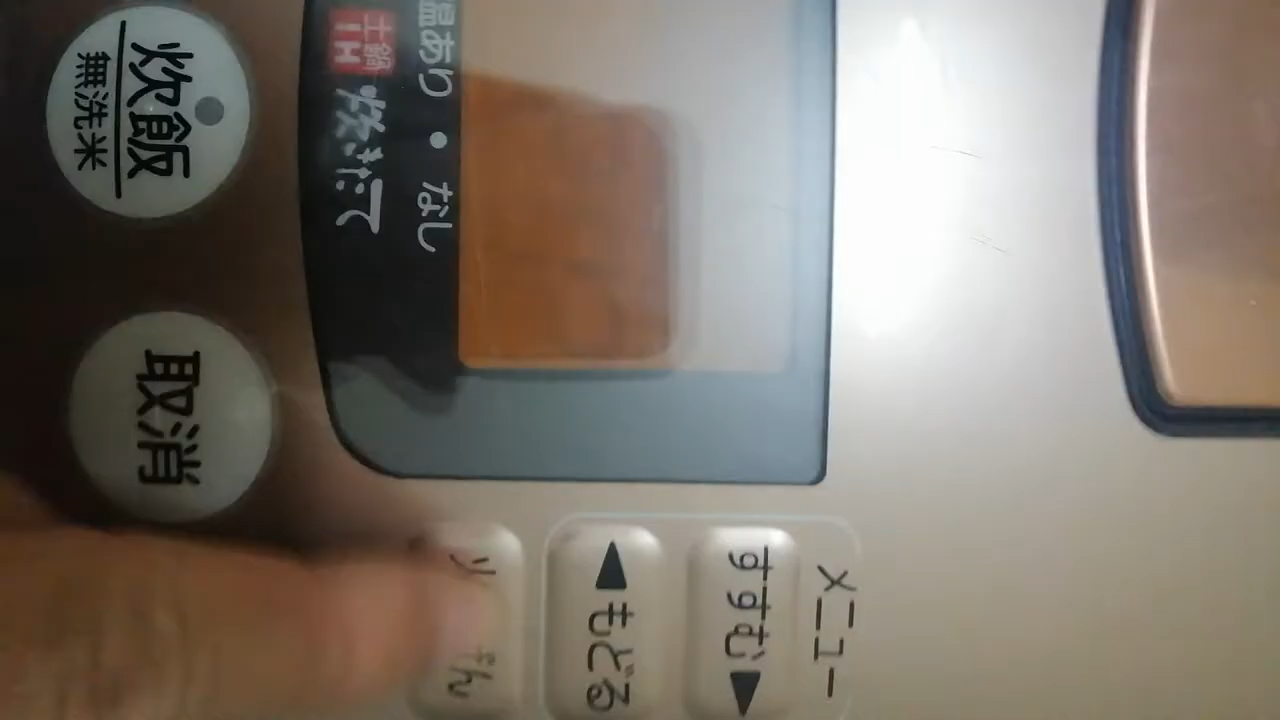 メニュー
すすむ▶
◀もどる
温あり・なし
土鍋
IH
炊きたて
炊飯
無洗米
取消